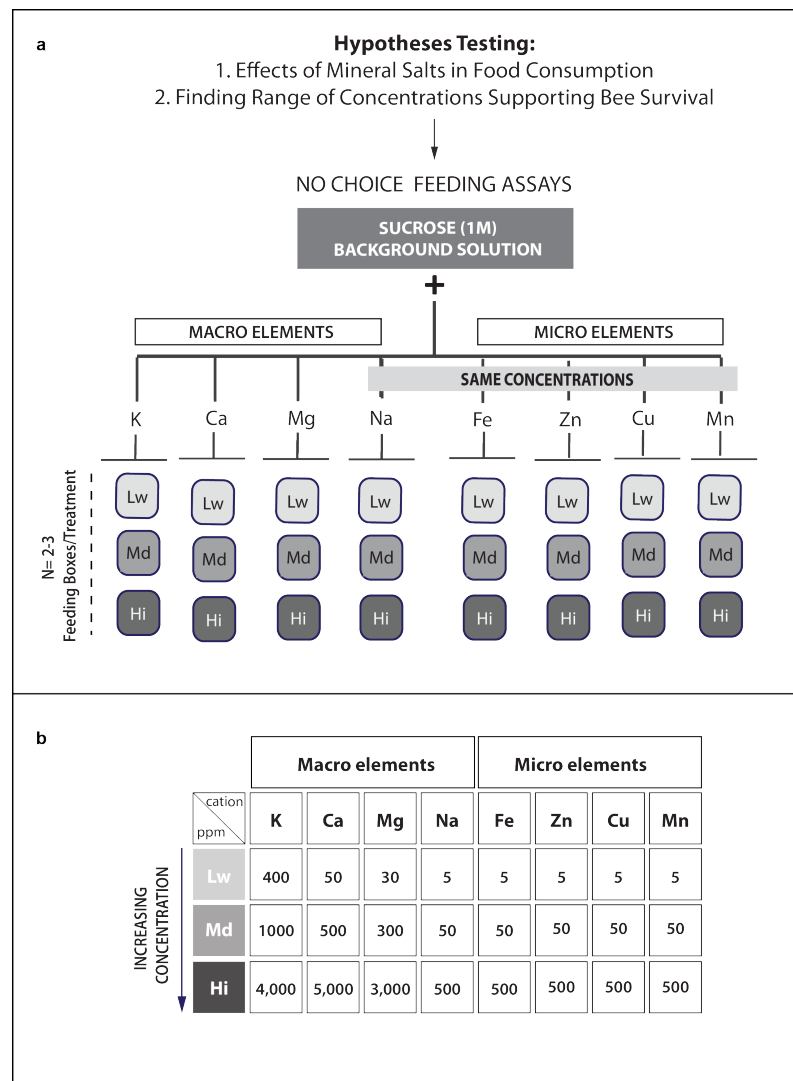 a
Hypotheses Testing:
1. Effects of Mineral Salts in Food Consumption
2. Finding Range of Concentrations Supporting Bee Survival
NO CHOICE FEEDING ASSAYS
SUCROSE (1M)
BACKGROUND SOLUTION
+
MACRO ELEMENTS MICRO ELEMENTS
SAME CONCENTRATIONS
K Ca Mg Na Fe Zn Cu Mn
N= 2-3
Feeding Boxes/Treatment
Lw Lw Lw Lw Lw Lw Lw Lw
Md Md Md Md Md Md Md Md
Hi Hi Hi Hi Hi Hi Hi Hi
b
Macro elements Micro elements
cation
ppm
K Ca Mg Na Fe Zn Cu Mn
INCREASING
CONCENTRATION
Lw 400 50 30 5 5 5 5 5
Md 1000 500 300 50 50 50 50 50
Hi 4,000 5,000 3,000 500 500 500 500 500